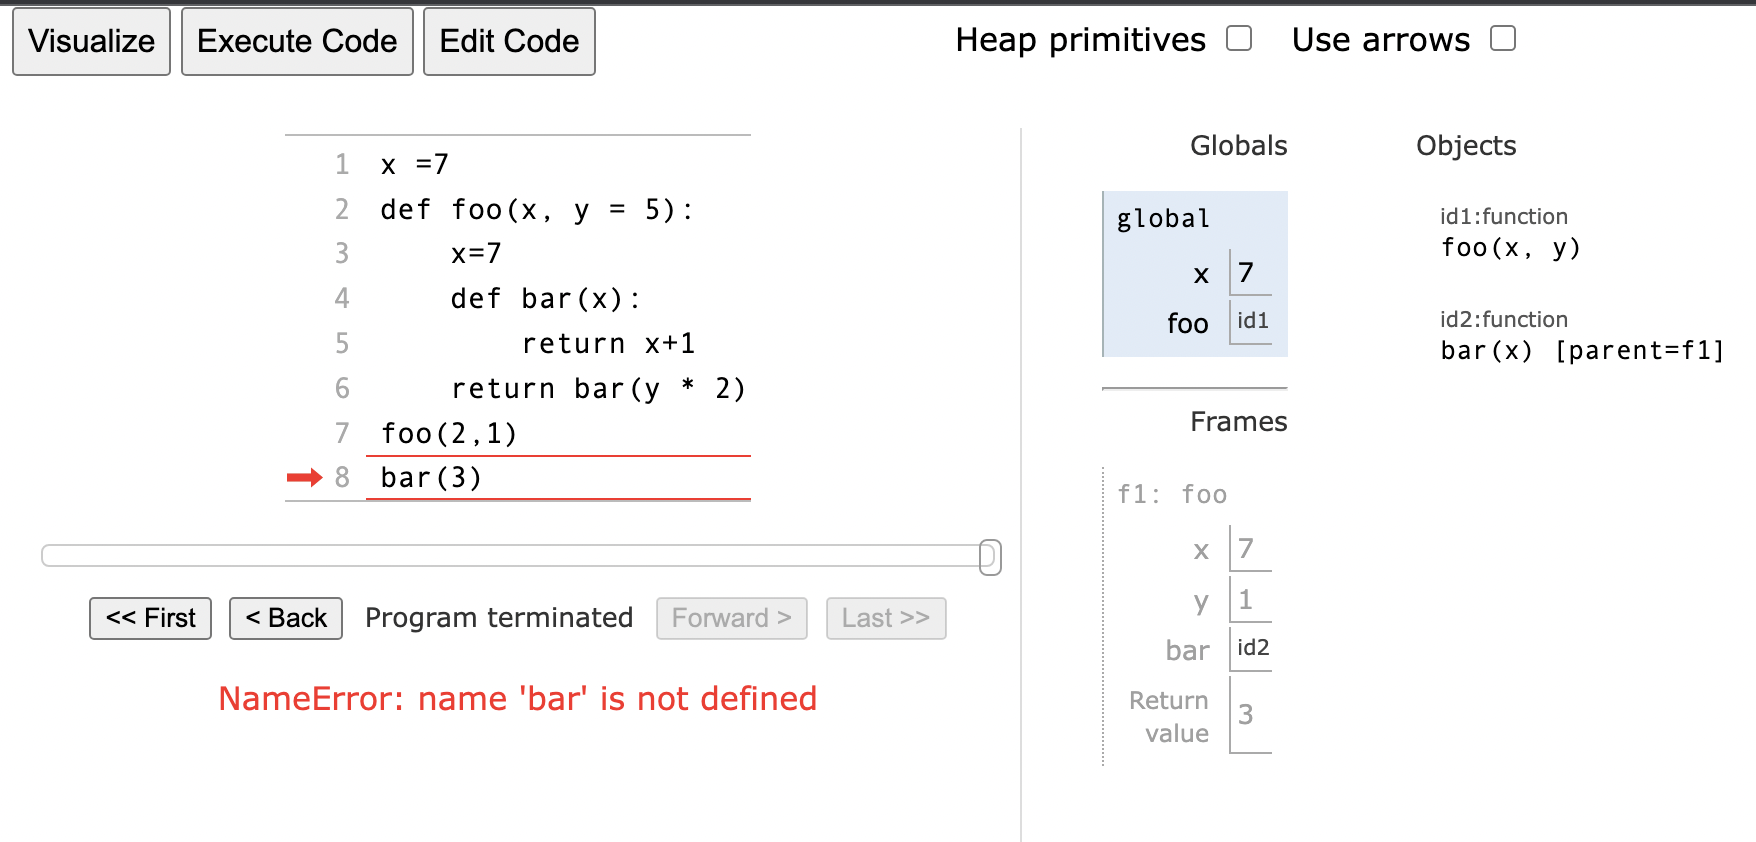 Visualize Execute Code Edit Code Heap primitives Use arrows
1 x =7
2 def foo(x, y = 5):
3     x=7
4     def bar(x):
5         return x+1
6     return bar(y * 2)
7 foo(2,1)
8 bar(3)
<< First < Back Program terminated Forward > Last >>
NameError: name 'bar' is not defined
Globals
global
x 7
foo id1
Frames
f1: foo
x 7
y 1
bar id2
Return
value 3
Objects
id1:function
foo(x, y)
id2:function
bar(x) [parent=f1]